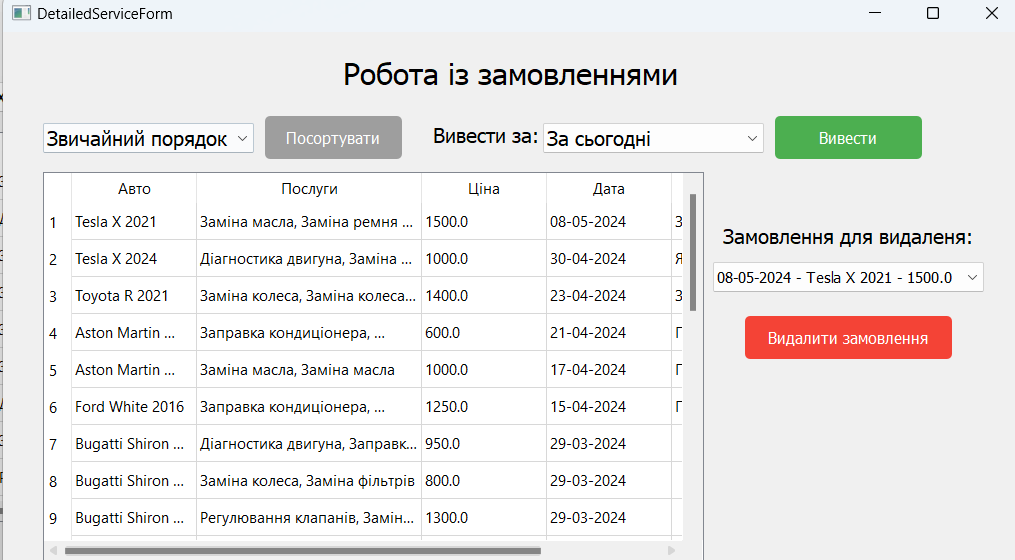 DetailedServiceForm
Робота із замовленнями
Звичайний порядок Посортувати Вивести за: За сьогодні Вивести
Авто Послуги Ціна Дата
1 Tesla X 2021 Заміна масла, Заміна ремня ... 1500.0 08-05-2024 З
2 Tesla X 2024 Діагностика двигуна, Заміна ... 1000.0 30-04-2024 Я
3 Toyota R 2021 Заміна колеса, Заміна колеса... 1400.0 23-04-2024 З
4 Aston Martin ... Заправка кондиціонера, ... 600.0 21-04-2024
5 Aston Martin ... Заміна масла, Заміна масла 1000.0 17-04-2024
6 Ford White 2016 Заправка кондиціонера, ... 1250.0 15-04-2024
7 Bugatti Shiron ... Діагностика двигуна, Заправк... 950.0 29-03-2024
8 Bugatti Shiron ... Заміна колеса, Заміна фільтрів 800.0 29-03-2024
9 Bugatti Shiron ... Регулювання клапанів, Замін... 1300.0 29-03-2024
Замовлення для видаленя:
08-05-2024 - Tesla X 2021 - 1500.0
Видалити замовлення